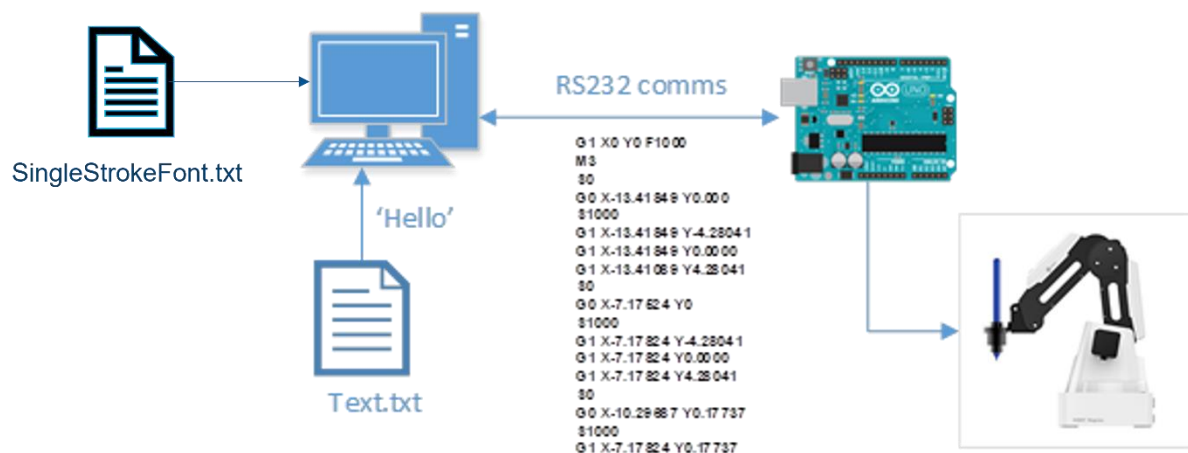 SingleStrokeFont.txt
'Hello'
Text.txt
RS232 comms
G1 X0 Y0 F1000
M3
S0
G0 X-13.41849 Y0.000
S1000
G1 X-13.41849 Y-4.28041
G1 X-13.41849 Y0.0000
G1 X-13.41089 Y4.28041
S0
G0 X-7.17524 Y0
S1000
G1 X-7.17824 Y-4.28041
G1 X-7.17824 Y0.0000
G1 X-7.17824 Y4.28041
S0
G0 X-10.29687 Y0.17737
S1000
G1 X-7.17824 Y0.17737
UNO
ARDUINO